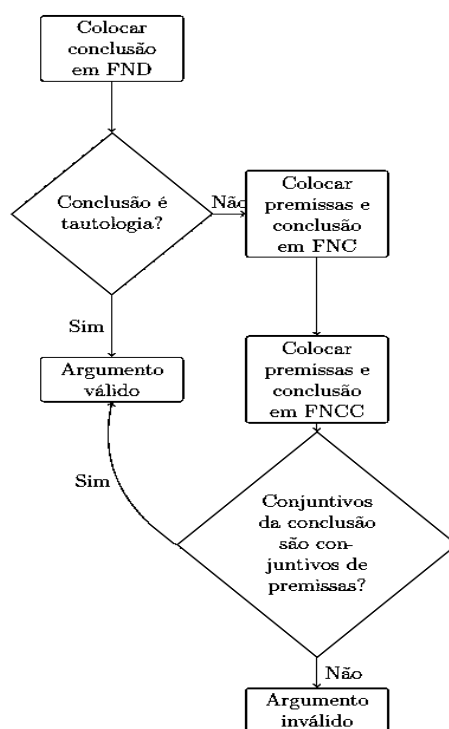 Colocar
conclusão
em FND
Conclusão é
tautologia?
Não
Colocar
premissas e
conclusão
em FNC
Sim
Argumento
válido
Colocar
premissas e
conclusão
em FNCC
Sim
Conjuntivos
da conclusão
são con-
juntivos de
premissas?
Não
Argumento
inválido